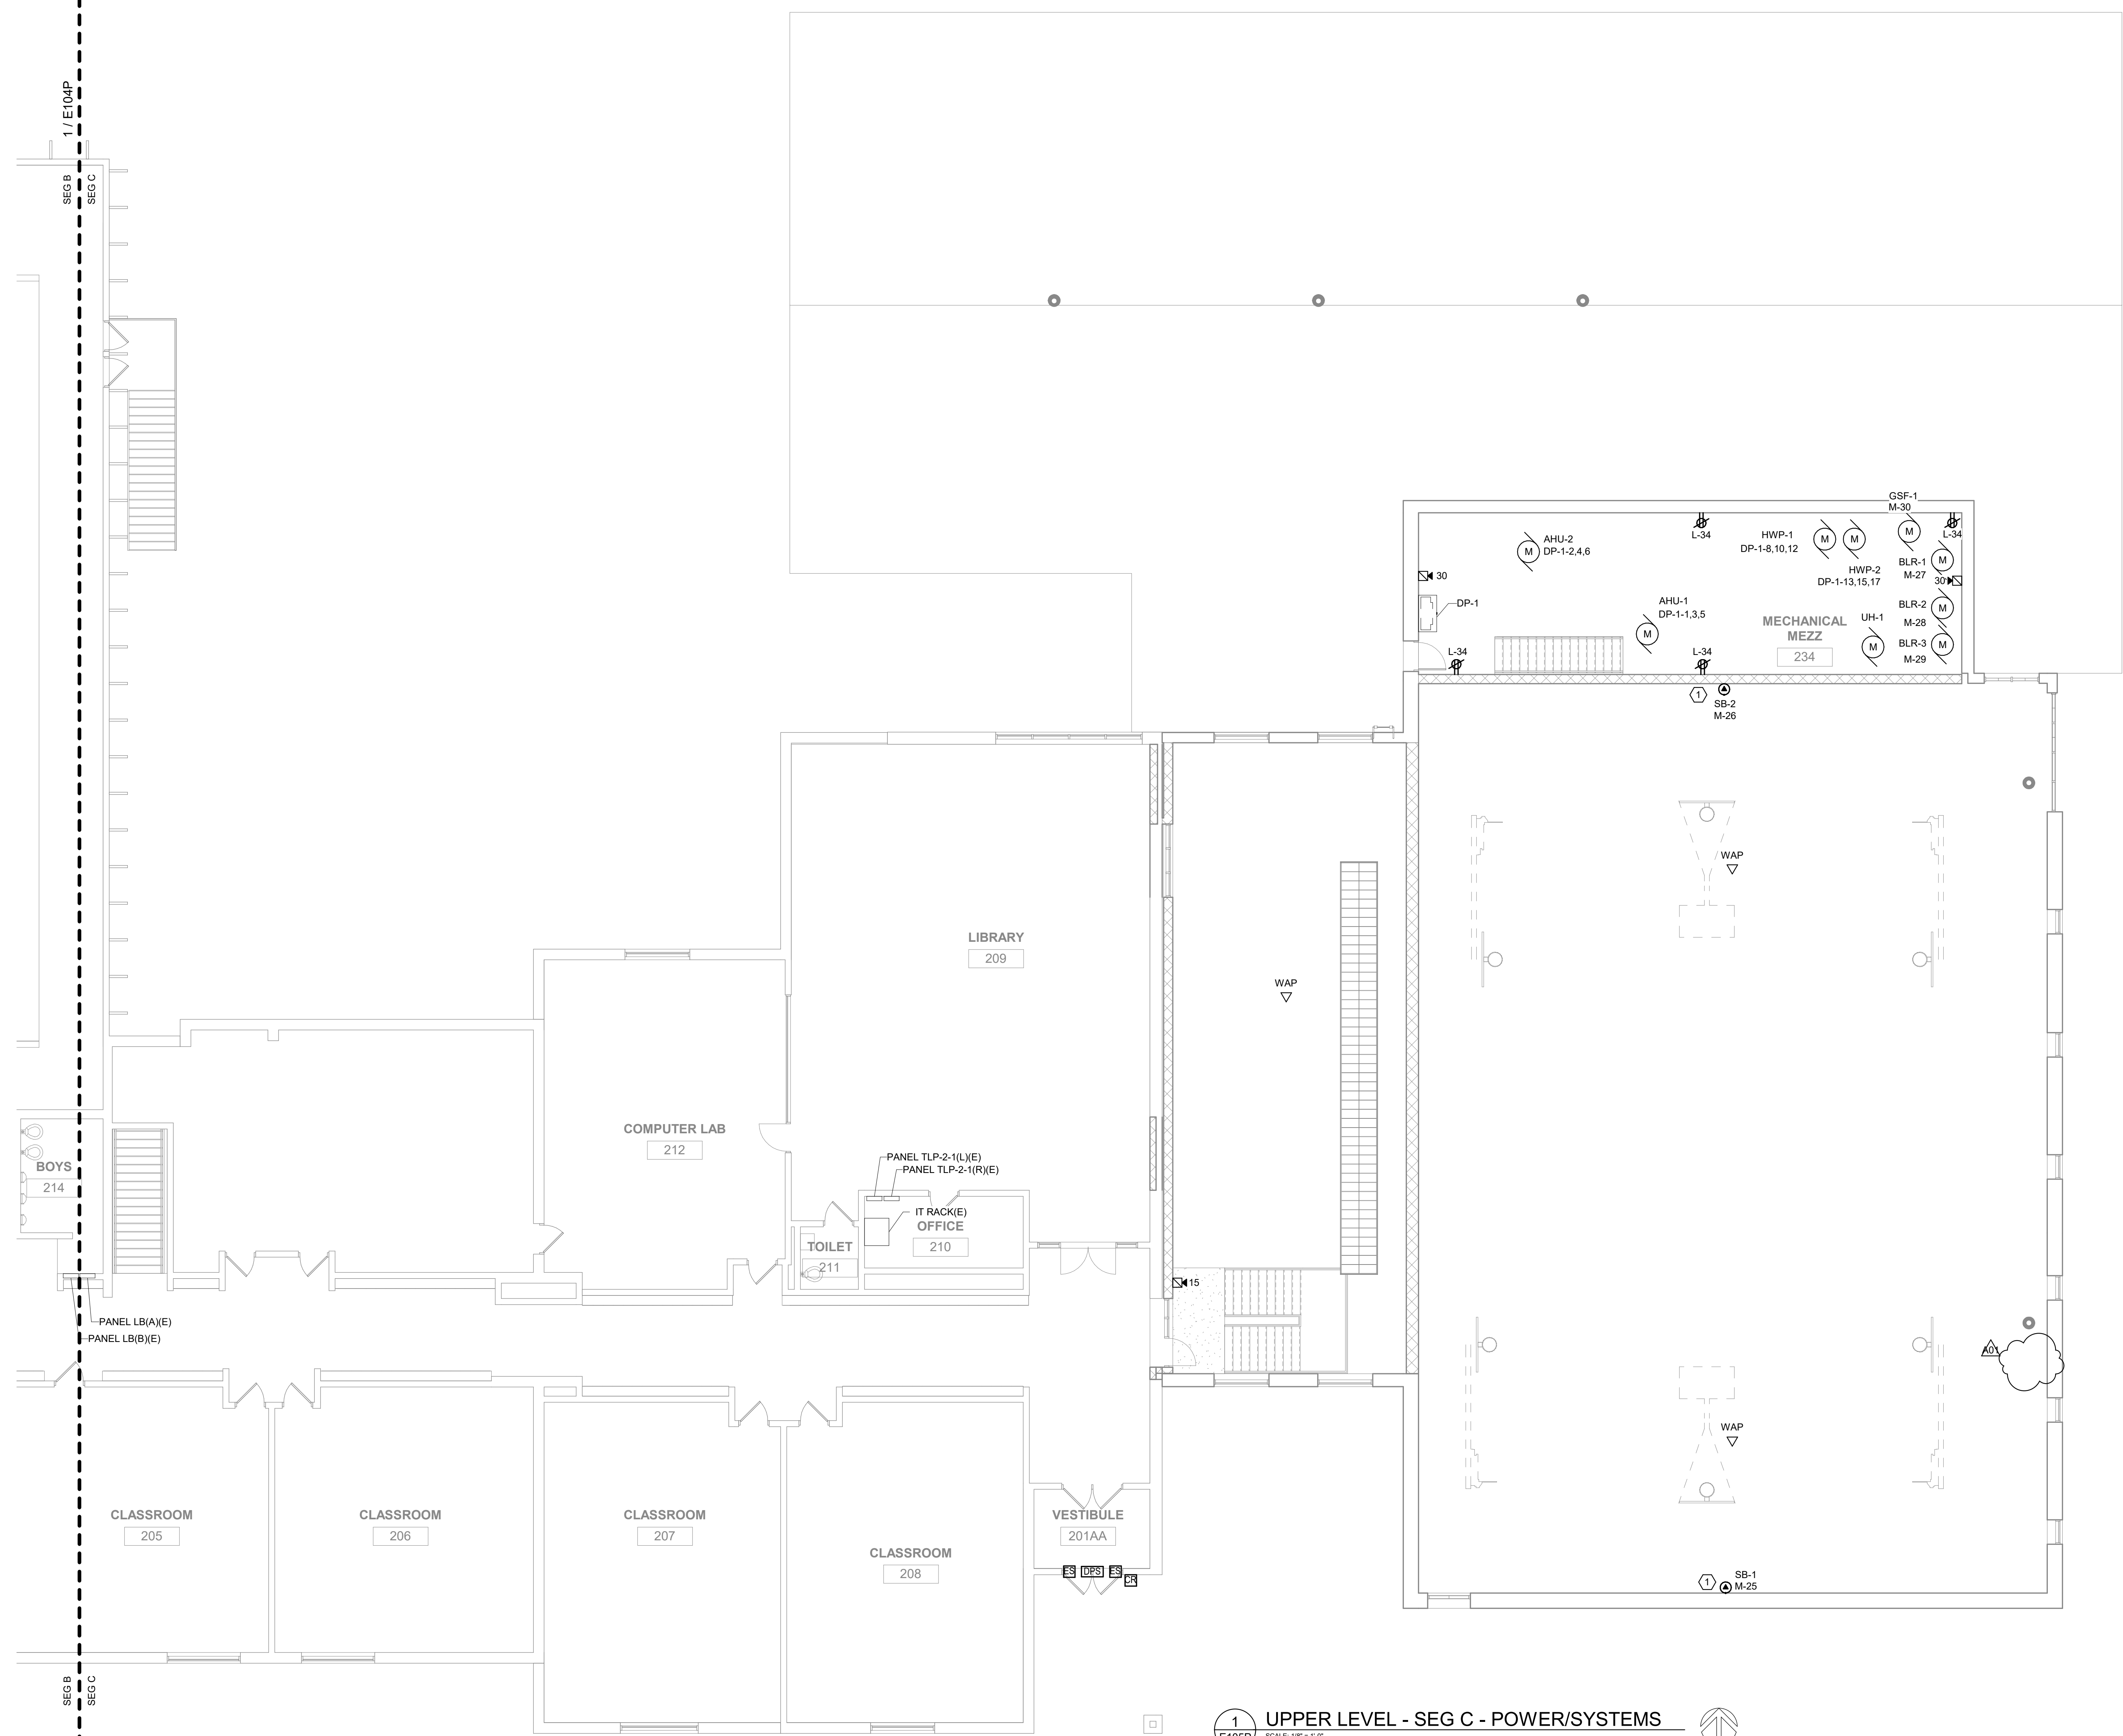 1 / E104P
SEG B
SEG C
GSF-1
M-30
AHU-2
DP-1-2,4,6
L-34
HWP-1
DP-1-8,10,12
L-34
BLR-1
M-27
HWP-2
DP-1-13,15,17
30
30
DP-1
AHU-1
DP-1-1,3,5
MECHANICAL
MEZZ
234
UH-1
BLR-2
M-28
BLR-3
M-29
L-34
L-34
M
M
M
M
M
M
M
M
M
1
SB-2
M-26
WAP
LIBRARY
209
WAP
COMPUTER LAB
212
BOYS
214
PANEL TLP-2-1(L)(E)
PANEL TLP-2-1(R)(E)
IT RACK(E)
OFFICE
210
TOILET
211
15
PANEL LB(A)(E)
PANEL LB(B)(E)
A01
WAP
CLASSROOM
205
CLASSROOM
206
CLASSROOM
207
CLASSROOM
208
VESTIBULE
201AA
ES
DPS
ES
CR
1
SB-1
M-25
SEG B
SEG C
1
UPPER LEVEL - SEG C - POWER/SYSTEMS
E105P
SCALE: 1/8" = 1'-0"